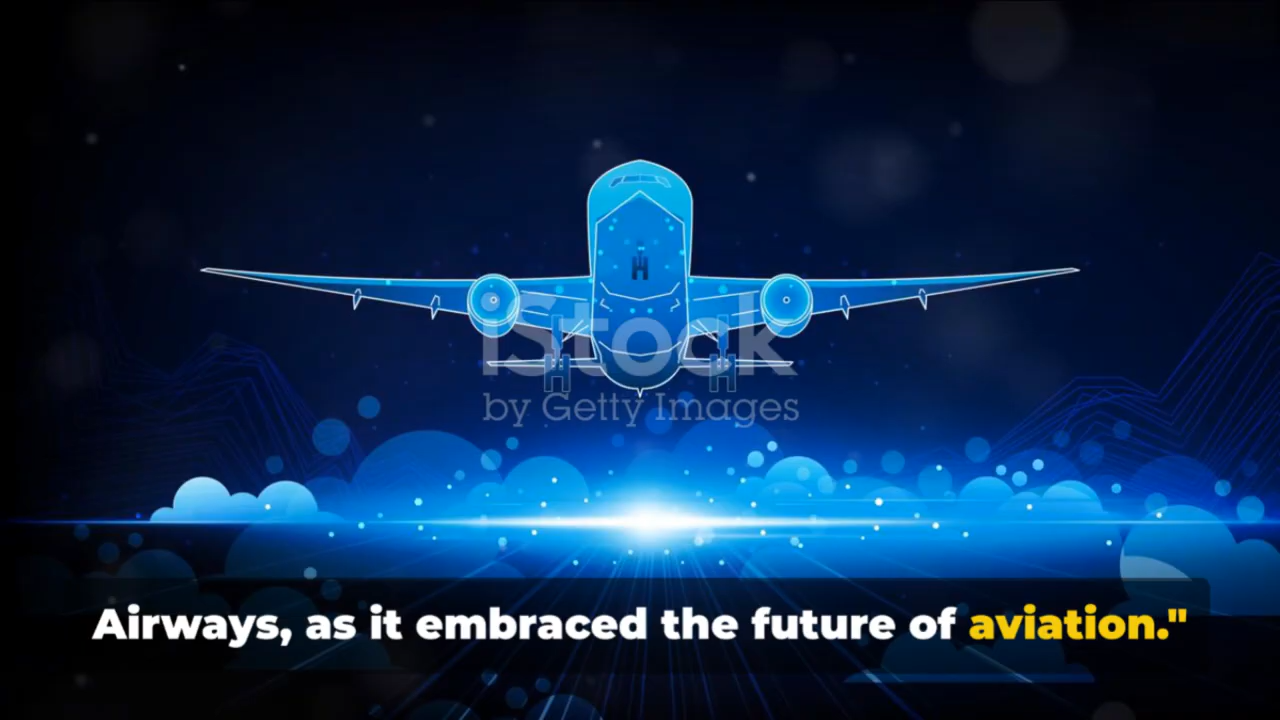 iStock
by Getty Images
Airways, as it embraced the future of aviation."